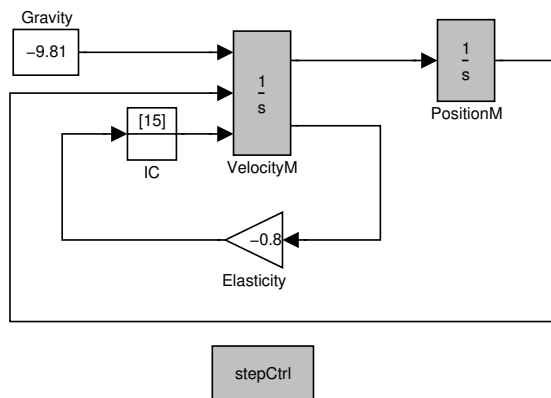 Gravity
−9.81
1
s
VelocityM
1
s
PositionM
[15]
IC
−0.8
Elasticity
stepCtrl